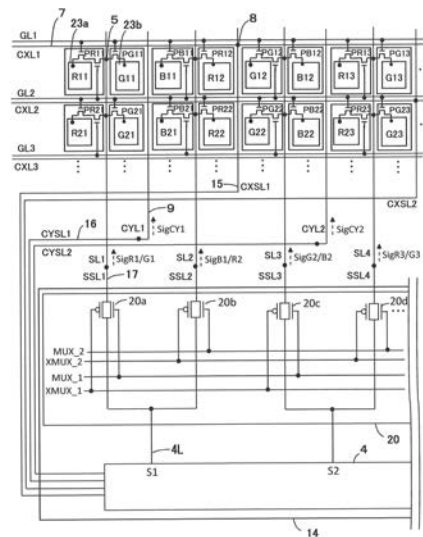 23a 5 23b 8
7
GL1
PR11 PG11 PB11 PR12 PG12 PB12 PR13 PG13
CXL1
R11 G11 B11 R12 G12 B12 R13 G13
GL2
CXL2
PR21 PG21 PB21 PR22 PG22 PB22 PR23 PG23
R21 G21 B21 R22 G22 B22 R23 G23
GL3
CXL3
15 CXSL1 CXSL2
9
16 CYL1 SigCY1 CYL2 SigCY2
CYSL1
CYSL2
SL1 SigR1/G1 SL2 SigB1/R2 SL3 SigG2/B2 SL4 SigR3/G3
SSL1 SSL2 SSL3 SSL4
17
20a 20b 20c 20d
MUX_2
XMUX_2
MUX_1
XMUX_1
20
4L 4
S1 S2
14